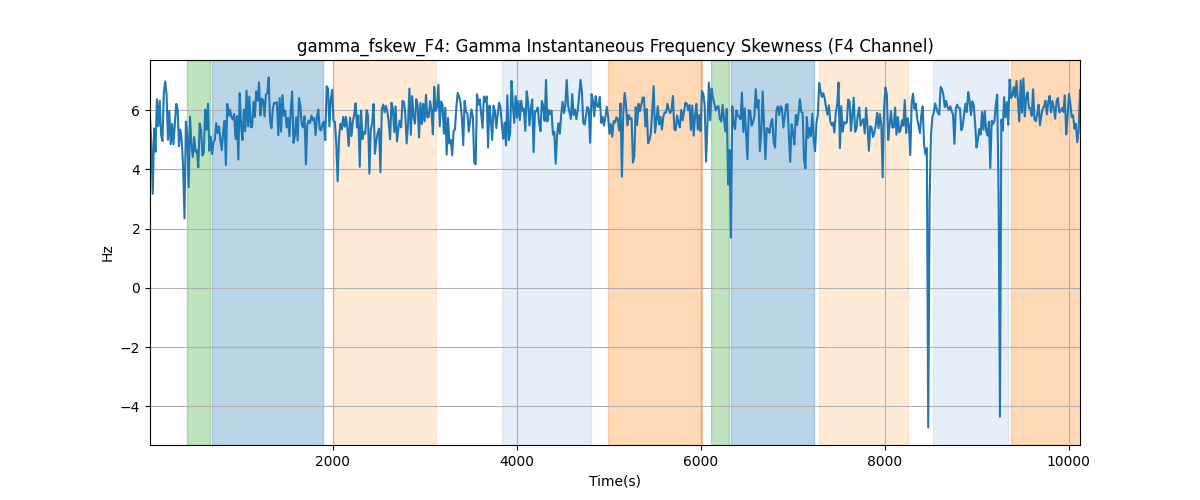 gamma_fskew_F4: Gamma Instantaneous Frequency Skewness (F4 Channel)
Hz
6
4
2
0
−2
−4
2000 4000 6000 8000 10000
Time(s)